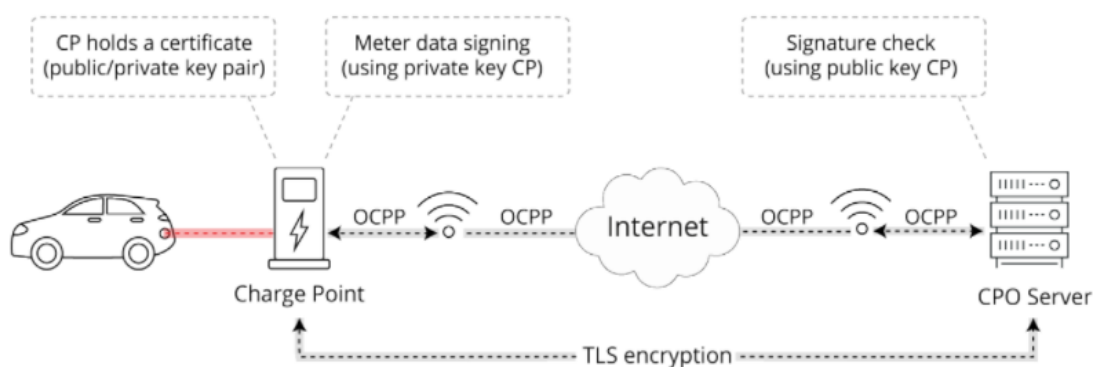 CP holds a certificate
(public/private key pair)
Meter data signing
(using private key CP)
Signature check
(using public key CP)
OCPP
OCPP
Internet
OCPP
OCPP
Charge Point
CPO Server
TLS encryption